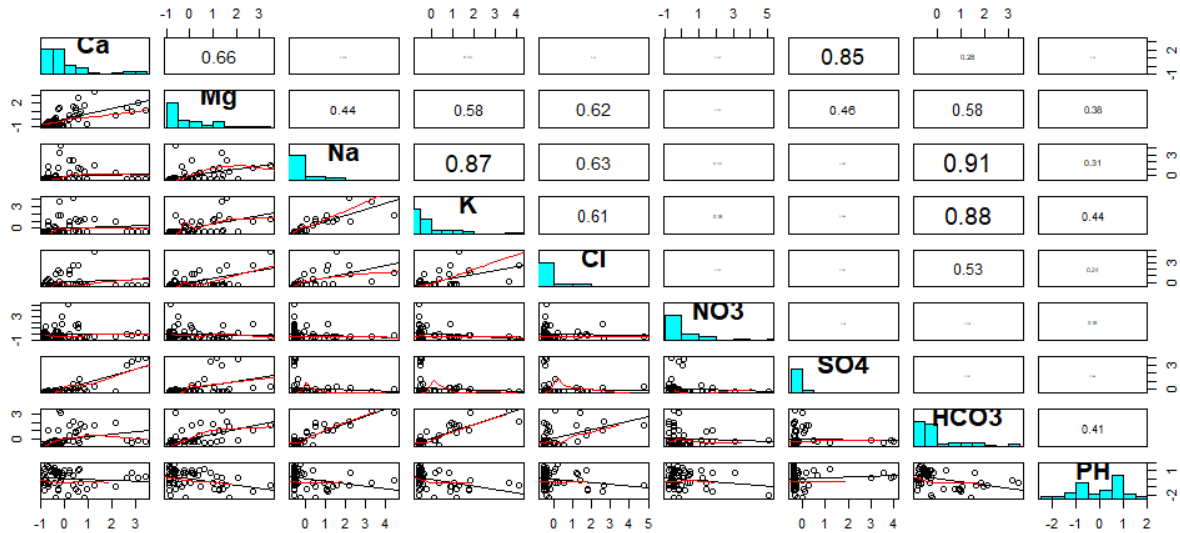 -1 0 1 2 3 0 1 2 3 4 -1 1 3 5 0 1 2 3
Ca 0.66 0.85 0.28 -1 2
-1 2 Mg 0.44 0.58 0.62 0.46 0.58 0.38
Na 0.87 0.63 0.91 0.31 0 3
0 3 K 0.61 0.88 0.44
Cl 0.53 0.24 0 3
-1 3 NO3
SO4 0 3
0 3 HCO3 0.41
PH -2 1
-1 0 1 2 3 0 1 2 3 4 0 1 2 3 4 5 0 1 2 3 4 -2 -1 0 1 2